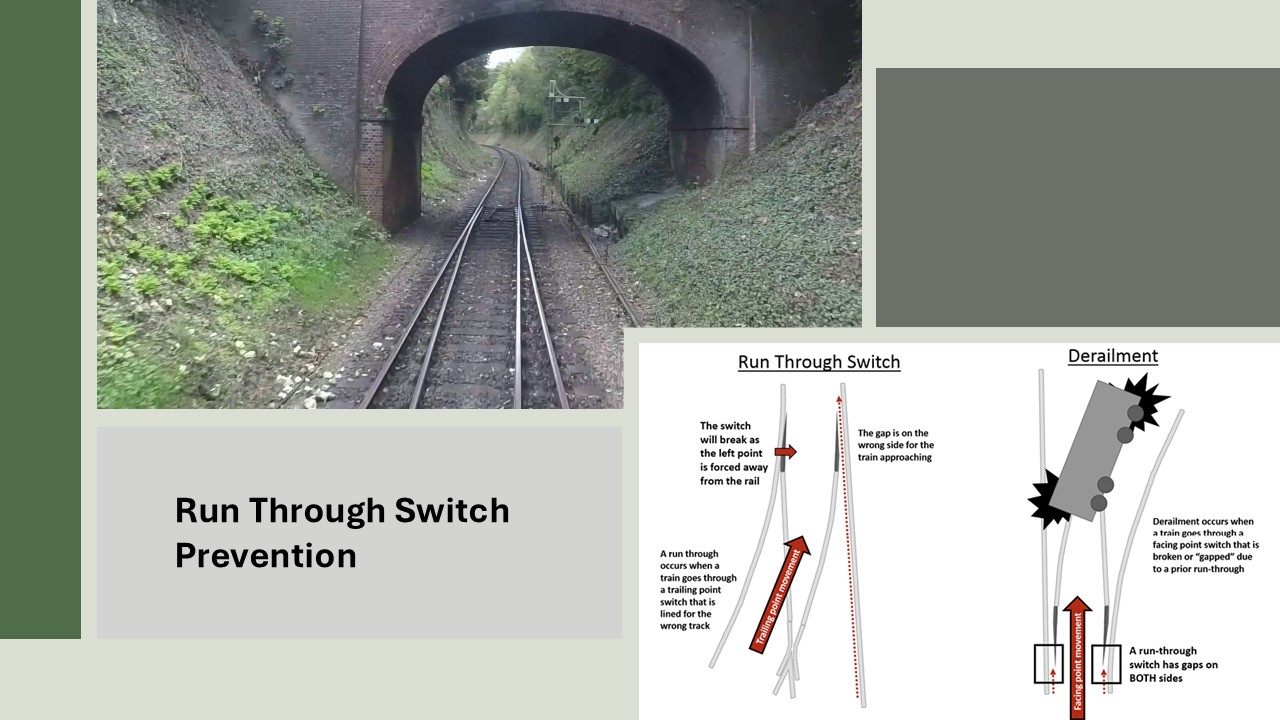 Run Through Switch
Prevention
Run Through Switch
The switch
will break as
the left point
is forced away
from the rail
The gap is on the
wrong side for the
train approaching
A run through
occurs when a
train goes through
a trailing point
switch that is
lined for the
wrong track
Trailing point movement
Derailment
Derailment occurs when
a train goes through a
facing point switch that is
broken or “gapped” due
to a prior run-through
A run-through
switch has gaps on
BOTH sides
Facing point movement